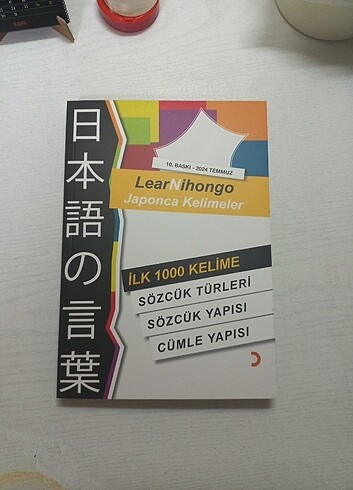 日本語の言葉
10. BASKI - 2024 TEMMUZ
LearNihongo
Japonca Kelimeler
İLK 1000 KELİME
SÖZCÜK TÜRLERİ
SÖZCÜK YAPISI
CÜMLE YAPISI